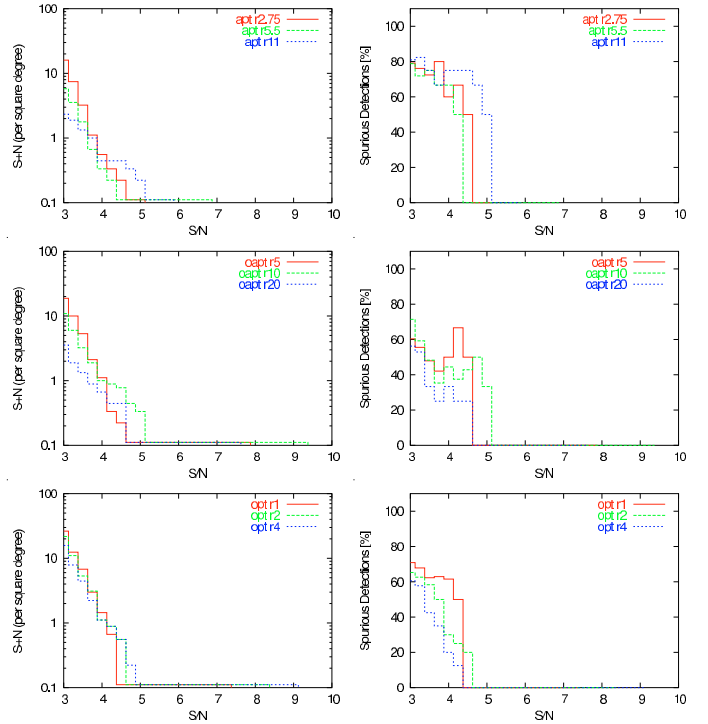 100
10
1
0.1
3 4 5 6 7 8 9 10
S/N
S+N (per square degree)
apt r2.75
apt r5.5
apt r11
100
80
60
40
20
0
3 4 5 6 7 8 9 10
S/N
Spurious Detections [%]
apt r2.75
apt r5.5
apt r11
100
10
1
0.1
3 4 5 6 7 8 9 10
S/N
S+N (per square degree)
oapt r5
oapt r10
oapt r20
100
80
60
40
20
0
3 4 5 6 7 8 9 10
S/N
Spurious Detections [%]
oapt r5
oapt r10
oapt r20
100
10
1
0.1
3 4 5 6 7 8 9 10
S/N
S+N (per square degree)
opt r1
opt r2
opt r4
100
80
60
40
20
0
3 4 5 6 7 8 9 10
S/N
Spurious Detections [%]
opt r1
opt r2
opt r4